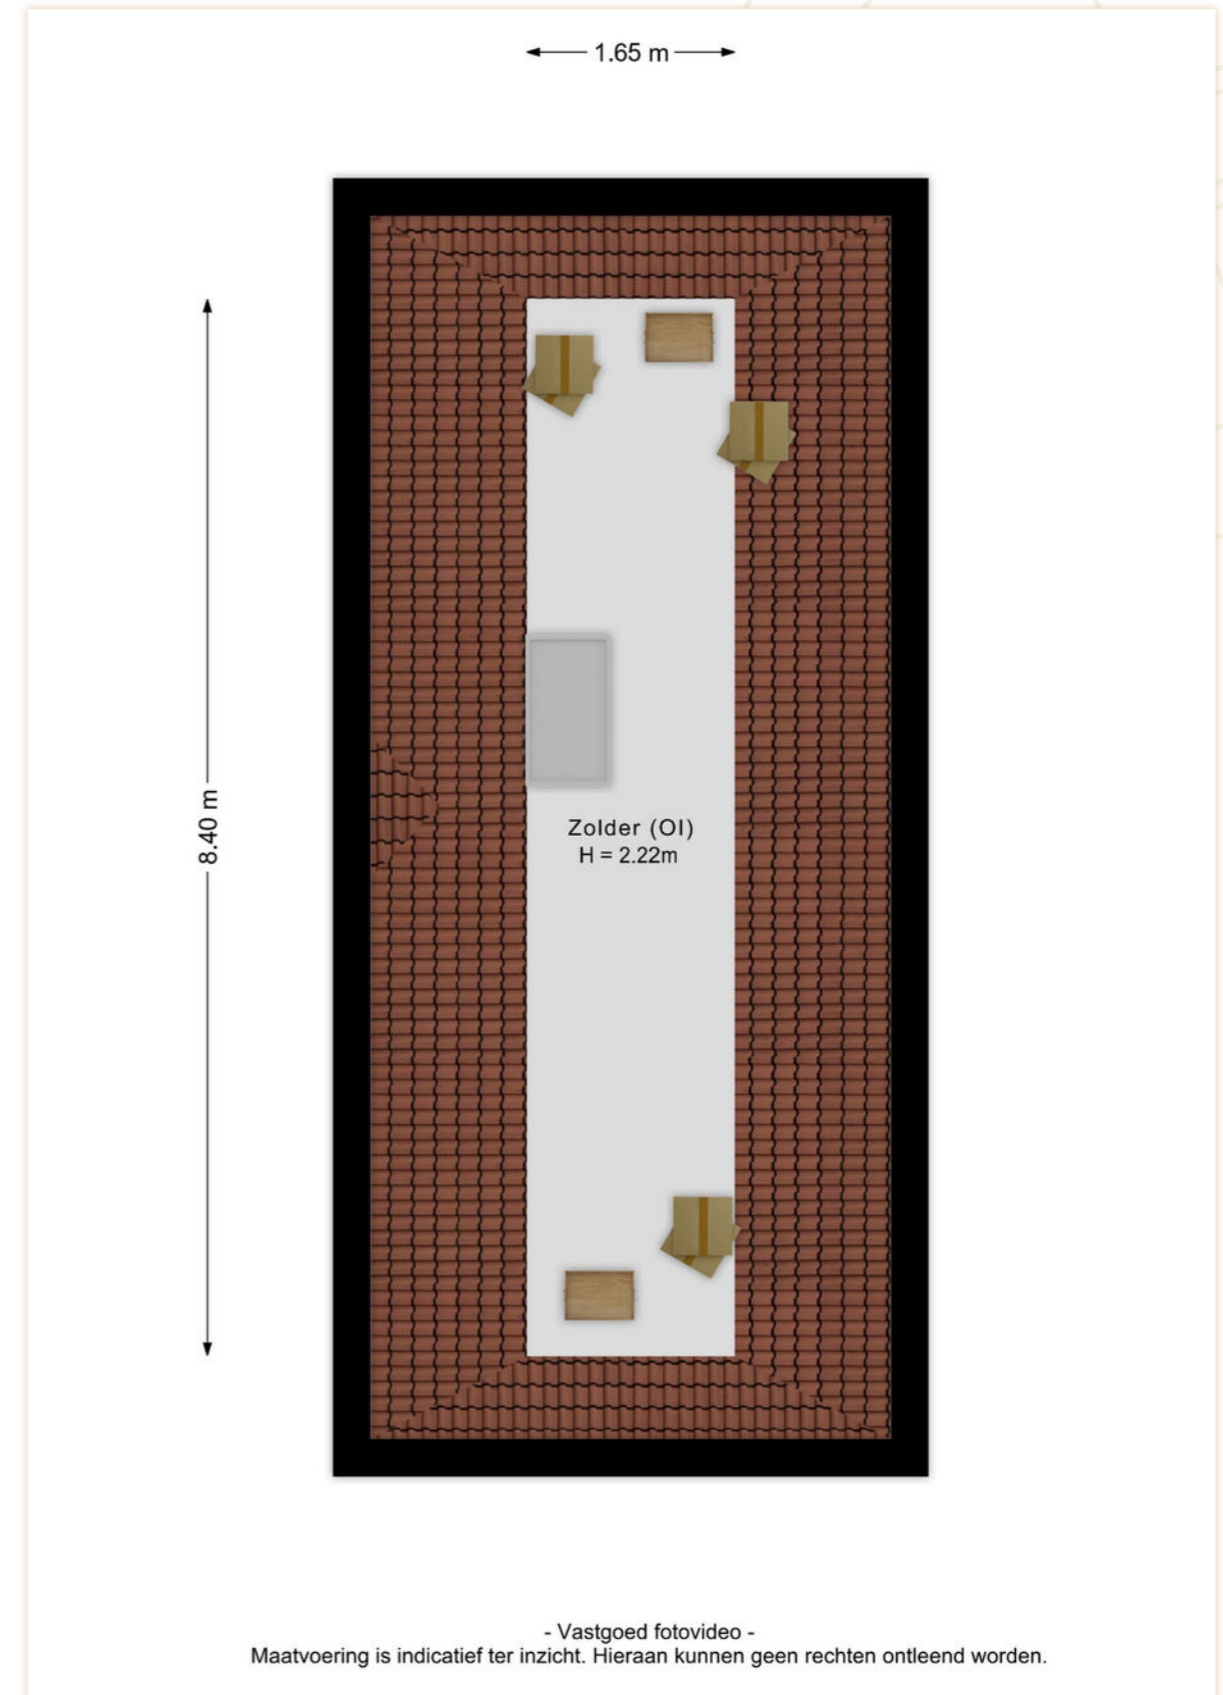 1.65 m
8.40 m
Zolder (OI)
H = 2.22m
- Vastgoed fotovideo -
Maatvoering is indicatief ter inzicht. Hieraan kunnen geen rechten ontleend worden.